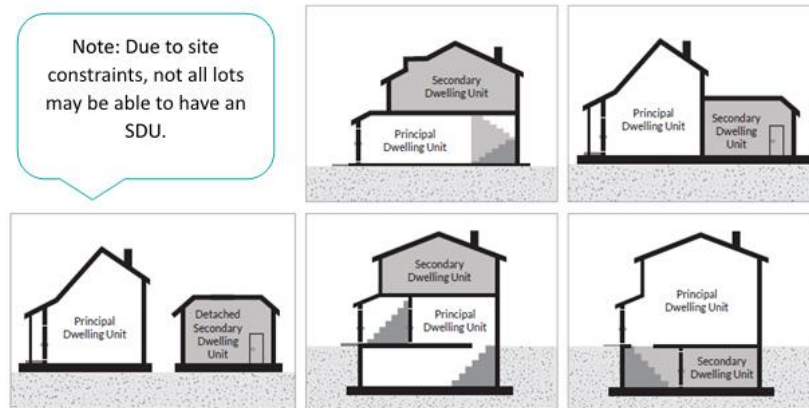 Note: Due to site
constraints, not all lots
may be able to have an
SDU.
Secondary
Dwelling Unit
Principal
Dwelling Unit
Principal
Dwelling Unit
Secondary
Dwelling
Unit
Principal
Dwelling Unit
Detached
Secondary
Dwelling
Unit
Secondary
Dwelling Unit
Principal
Dwelling Unit
Principal
Dwelling Unit
Secondary
Dwelling Unit